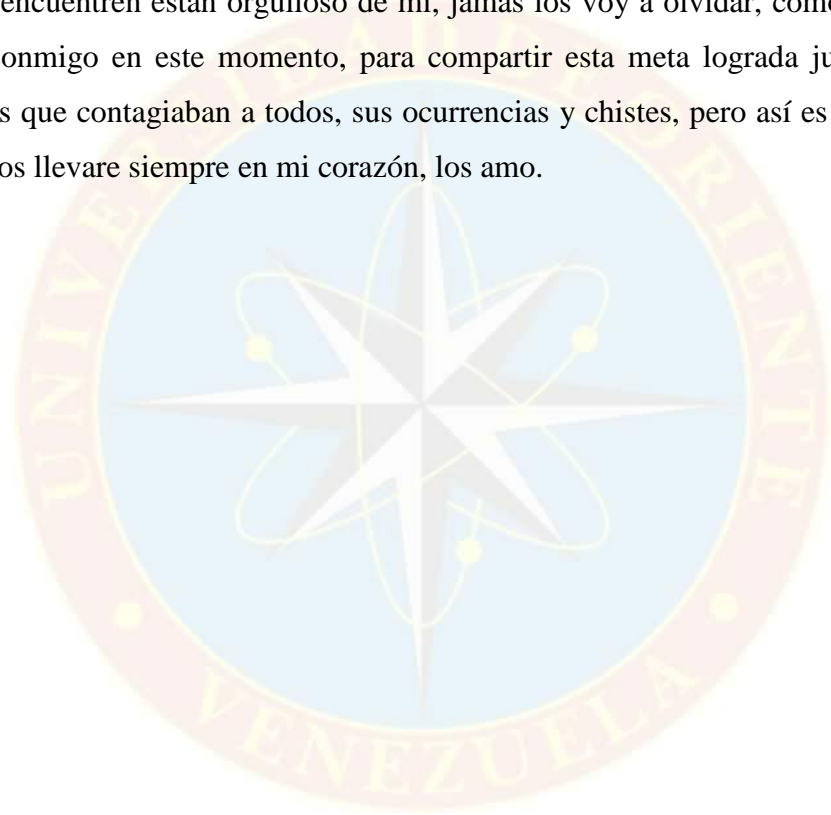 encuentren están orgulloso de mí, jamás los voy a olvidar, como
onmigo en este momento, para compartir esta meta lograda ju
s que contagiaban a todos, sus ocurrencias y chistes, pero así es
os llevare siempre en mi corazón, los amo.
UNIVERSIDAD DE ORIENTE
VENEZUELA